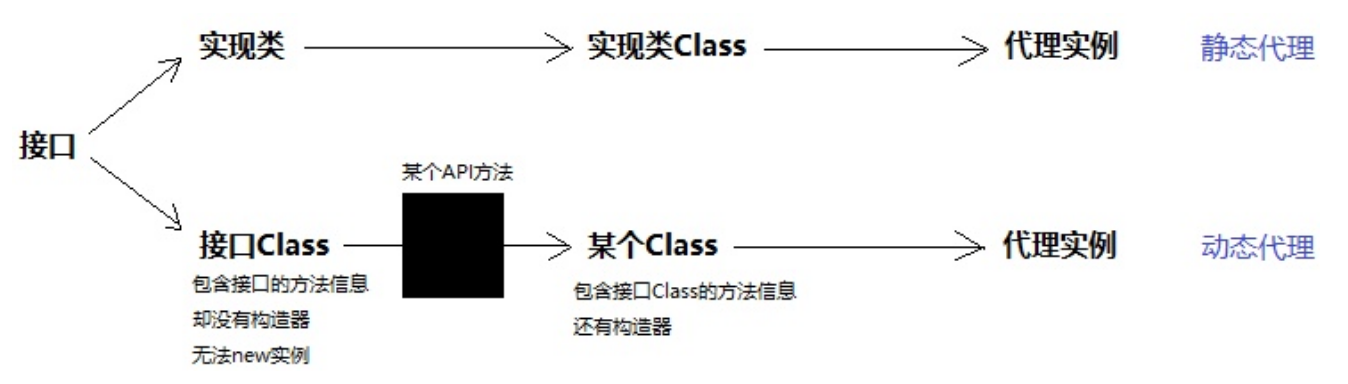 实现类
实现类Class
代理实例
静态代理
接口
某个API方法
接口Class
某个Class
代理实例
动态代理
包含接口的方法信息
却没有构造器
无法new实例
包含接口Class的方法信息
还有构造器